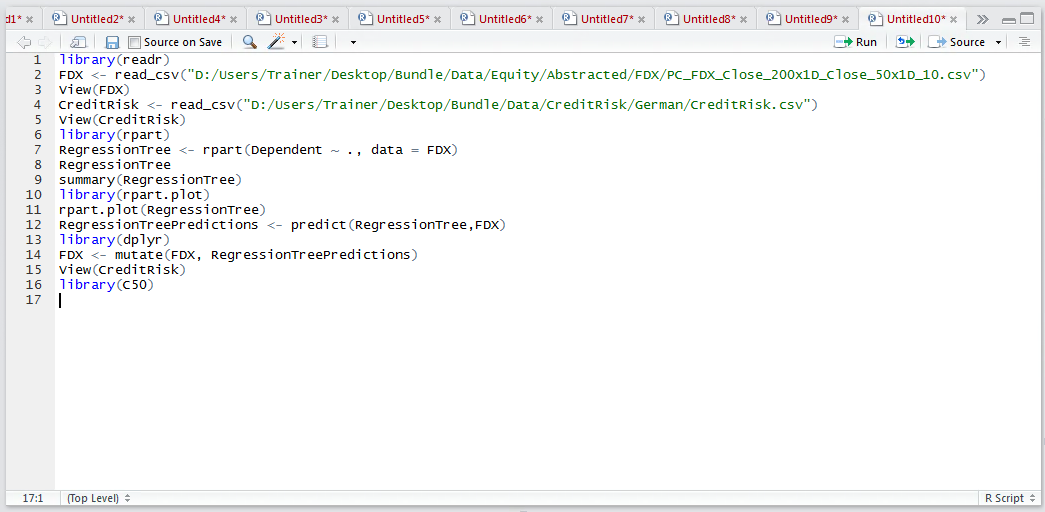 d1* Untitled2* Untitled4* Untitled3* Untitled5* Untitled6* Untitled7* Untitled8* Untitled9* Untitled10*
Source on Save Run Source
1 library(readr)
2 FDX <- read_csv("D:/Users/Trainer/Desktop/Bundle/Data/Equity/Abstracted/FDX/PC_FDX_Close_200x1D_Close_50x1D_10.csv")
3 View(FDX)
4 CreditRisk <- read_csv("D:/Users/Trainer/Desktop/Bundle/Data/CreditRisk/German/CreditRisk.csv")
5 View(CreditRisk)
6 library(rpart)
7 RegressionTree <- rpart(Dependent ~ ., data = FDX)
8 RegressionTree
9 summary(RegressionTree)
10 library(rpart.plot)
11 rpart.plot(RegressionTree)
12 RegressionTreePredictions <- predict(RegressionTree,FDX)
13 library(dplyr)
14 FDX <- mutate(FDX, RegressionTreePredictions)
15 View(CreditRisk)
16 library(C50)
17
17:1 (Top Level) R Script